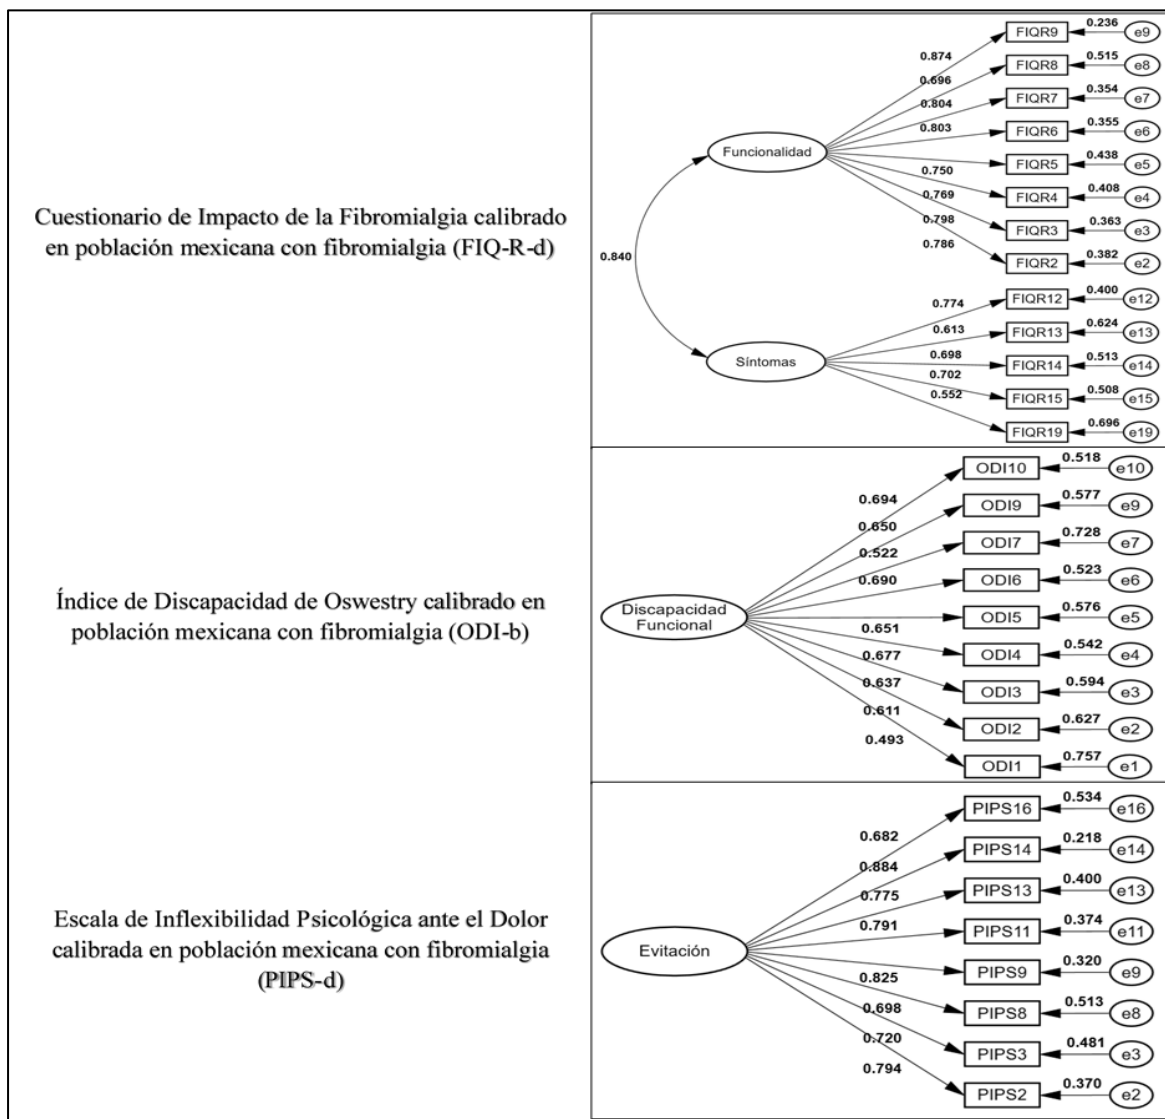 Cuestionario de Impacto de la Fibromialgia calibrado
en población mexicana con fibromialgia (FIQ-R-d)
Funcionalidad
Síntomas
0.840
0.874
0.696
0.804
0.803
0.750
0.769
0.798
0.786
FIQR9 0.236 e9
FIQR8 0.515 e8
FIQR7 0.354 e7
FIQR6 0.355 e6
FIQR5 0.438 e5
FIQR4 0.408 e4
FIQR3 0.363 e3
FIQR2 0.382 e2
0.774
0.613
0.698
0.702
0.552
FIQR12 0.400 e12
FIQR13 0.624 e13
FIQR14 0.513 e14
FIQR15 0.508 e15
FIQR19 0.696 e19
Índice de Discapacidad de Oswestry calibrado en
población mexicana con fibromialgia (ODI-b)
Discapacidad
Funcional
0.694
0.650
0.522
0.690
0.651
0.677
0.637
0.611
0.493
ODI10 0.518 e10
ODI9 0.577 e9
ODI7 0.728 e7
ODI6 0.523 e6
ODI5 0.576 e5
ODI4 0.542 e4
ODI3 0.594 e3
ODI2 0.627 e2
ODI1 0.757 e1
Escala de Inflexibilidad Psicológica ante el Dolor
calibrada en población mexicana con fibromialgia
(PIPS-d)
Evitación
0.682
0.884
0.775
0.791
0.825
0.698
0.720
0.794
PIPS16 0.534 e16
PIPS14 0.218 e14
PIPS13 0.400 e13
PIPS11 0.374 e11
PIPS9 0.320 e9
PIPS8 0.513 e8
PIPS3 0.481 e3
PIPS2 0.370 e2